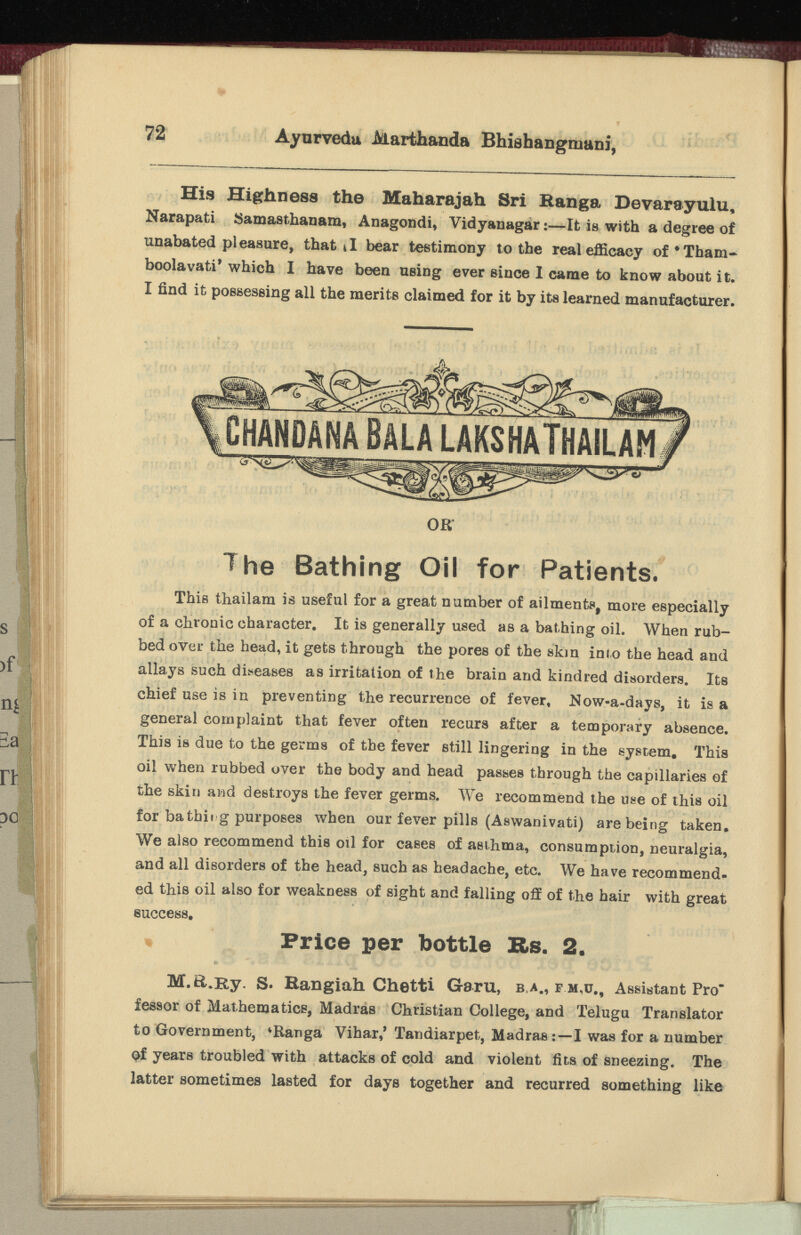 72 Ayurveda Marthanda Bhishangmani,
His Highness the Maharajah Sri Ranga Devarayulu,
Narapati Samasthanam, Anagondi, Vidyanagar:—It is with a degree of
unabated pleasure, that I bear testimony to the real efficacy of 'Tham-
boolavati' which I have been using ever since I came to know about it.
I find it possessing all the merits claimed for it by its learned manufacturer.
CHANDANA BALA LAKSHA THAILAM
OR
The Bathing Oil for Patients.
This thailam is useful for a great number of ailments, more especially
of a chronic character. It is generally used as a bathing oil. When rub-
bed over the head, it gets through the pores of the skin into the head and
allays such diseases as irritation of the brain and kindred disorders. Its
chief use is in preventing the recurrence of fever. Now-a-days, it is a
general complaint that fever often recurs after a temporary absence.
This is due to the germs of the fever still lingering in the system. This
oil when rubbed over the body and head passes through the capillaries of
the skin and destroys the fever germs. We recommend the use of this oil
for bathing purposes when our fever pills (Aswanivati) are being taken.
We also recommend this oil for cases of asthma, consumption, neuralgia,
and all disorders of the head, such as headache, etc. We have recommend-
ed this oil also for weakness of sight and falling off of the hair with great
success.
Price per bottle Rs. 2.
M.R.Ry. S. Rangiah Chetti Garu, B.A., F.M.U., Assistant Pro-
fessor of Mathematics, Madras Christian College, and Telugu Translator
to Government, 'Ranga Vihar,' Tandiarpet, Madras:—I was for a number
of years troubled with attacks of cold and violent fits of sneezing. The
latter sometimes lasted for days together and recurred something like